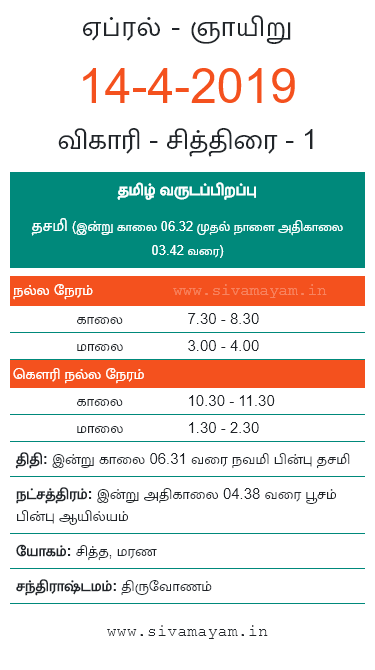 ஏப்ரல் - ஞாயிறு
14-4-2019
விகாரி - சித்திரை - 1
தமிழ் வருடப்பிறப்பு
தசமி (இன்று காலை 06.32 முதல் நாளை அதிகாலை
03.42 வரை)
நல்ல நேரம் www.sivamayam.in
காலை 7.30 - 8.30
மாலை 3.00 - 4.00
கௌரி நல்ல நேரம்
காலை 10.30 - 11.30
மாலை 1.30 - 2.30
திதி: இன்று காலை 06.31 வரை நவமி பின்பு தசமி
நட்சத்திரம்: இன்று அதிகாலை 04.38 வரை பூசம்
பின்பு ஆயில்யம்
யோகம்: சித்த, மரண
சந்திராஷ்டமம்: திருவோணம்
www.sivamayam.in